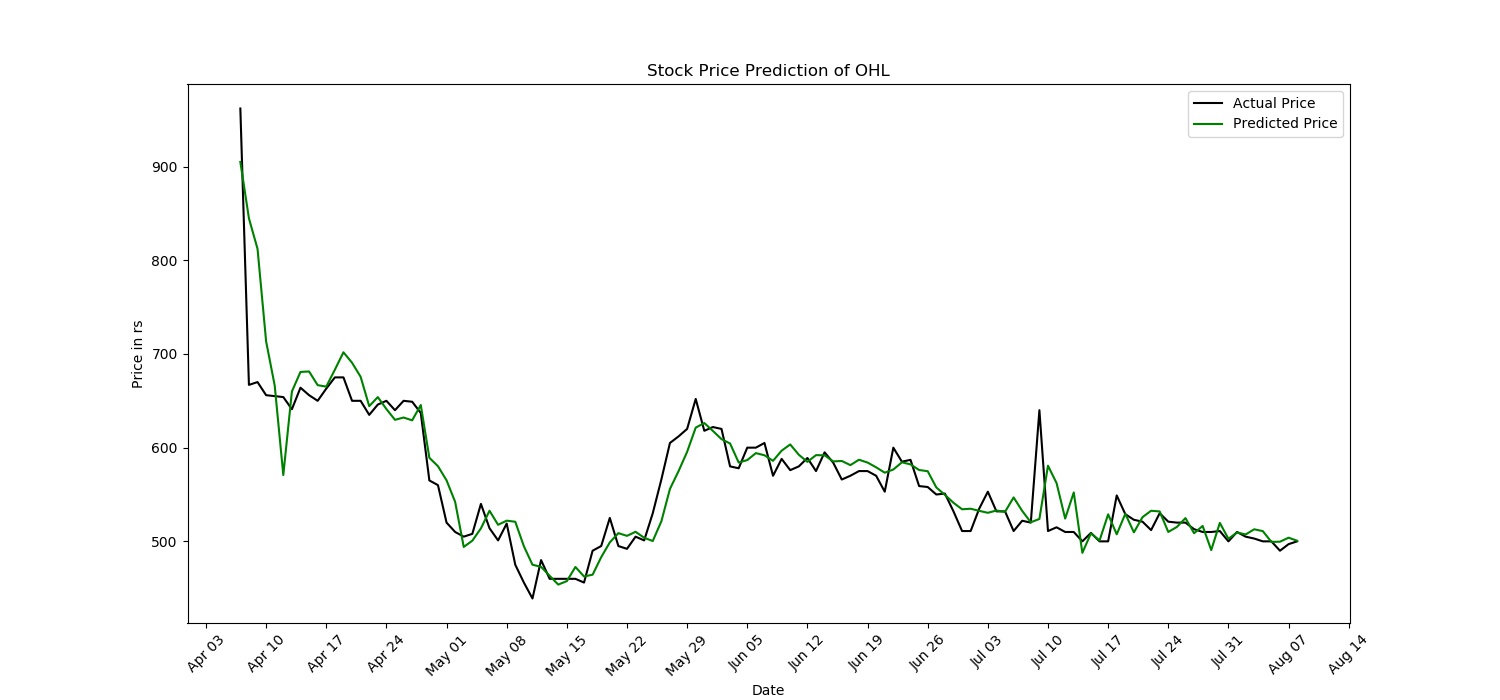 Stock Price Prediction of OHL
Actual Price
Predicted Price
900
800
700
600
500
Price in rs
Apr 03
Apr 10
Apr 17
Apr 24
May 01
May 08
May 15
May 22
May 29
Jun 05
Jun 12
Jun 19
Jun 26
Jul 03
Jul 10
Jul 17
Jul 24
Jul 31
Aug 07
Aug 14
Date